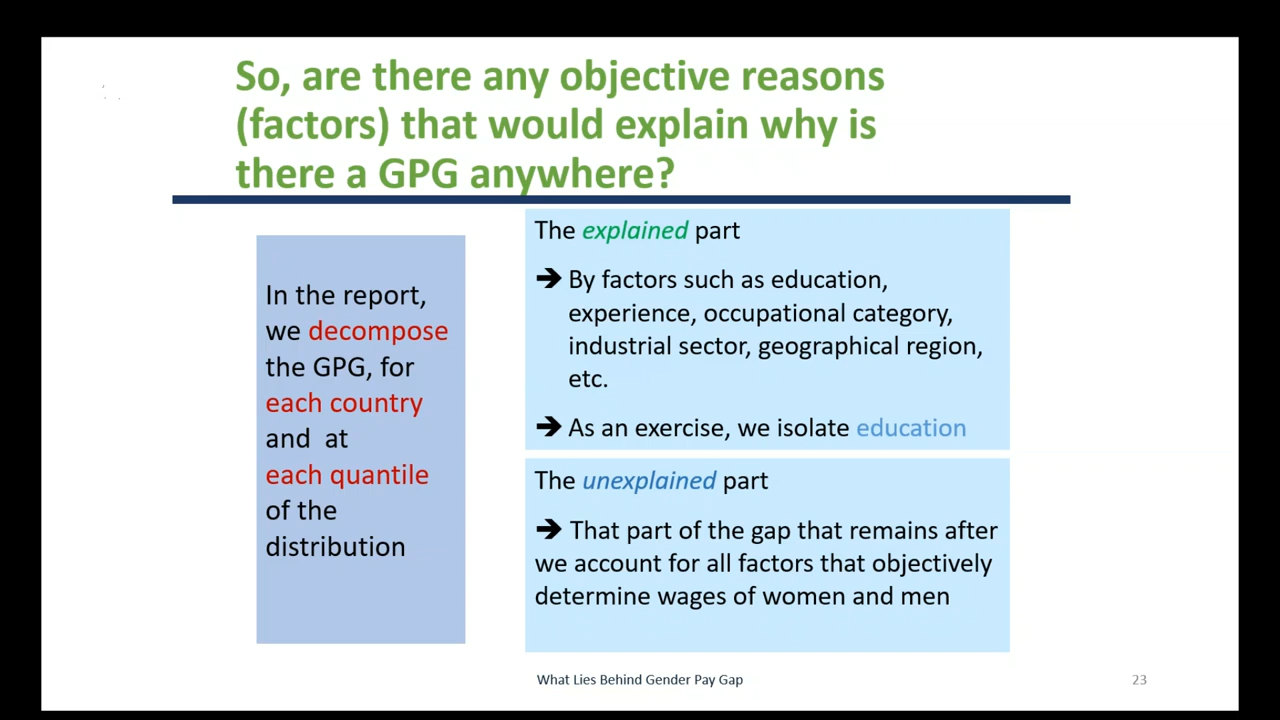 So, are there any objective reasons
(factors) that would explain why is
there a GPG anywhere?
In the report,
we decompose
the GPG, for
each country
and at
each quantile
of the
distribution
The explained part
➔ By factors such as education,
experience, occupational category,
industrial sector, geographical region,
etc.
➔ As an exercise, we isolate education
The unexplained part
➔ That part of the gap that remains after
we account for all factors that objectively
determine wages of women and men
What Lies Behind Gender Pay Gap
23